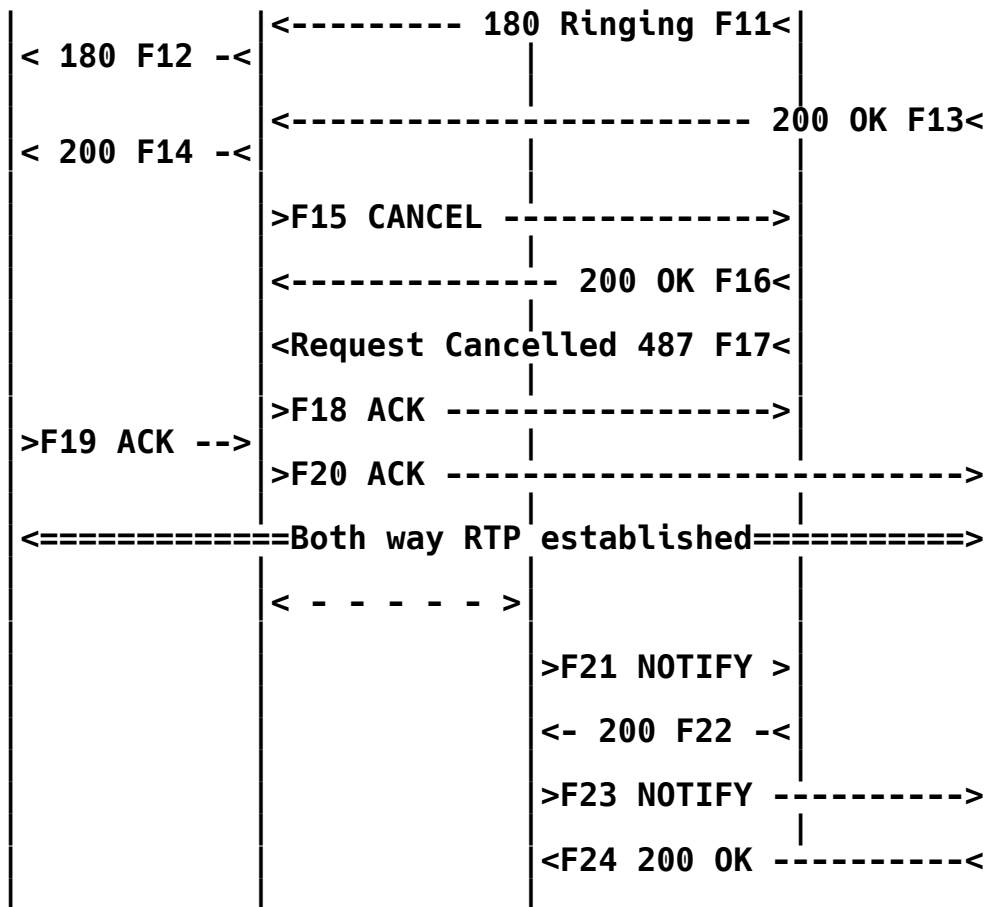 |               |<--------- 180 Ringing F11<|
|< 180 F12 -<|
|<------------------------ 200 OK F13<
|< 200 F14 -<|
|>F15 CANCEL -------------->|
|<-------------- 200 OK F16<|
|<Request Cancelled 487 F17<|
|>F18 ACK ----------------->|
|>F19 ACK -->|
|>F20 ACK ---------------------------->
|<=============Both way RTP established===========>
|< - - - - - >|
|>F21 NOTIFY >|
|<- 200 F22 -<|
|>F23 NOTIFY ---------->
|<F24 200 OK ----------<